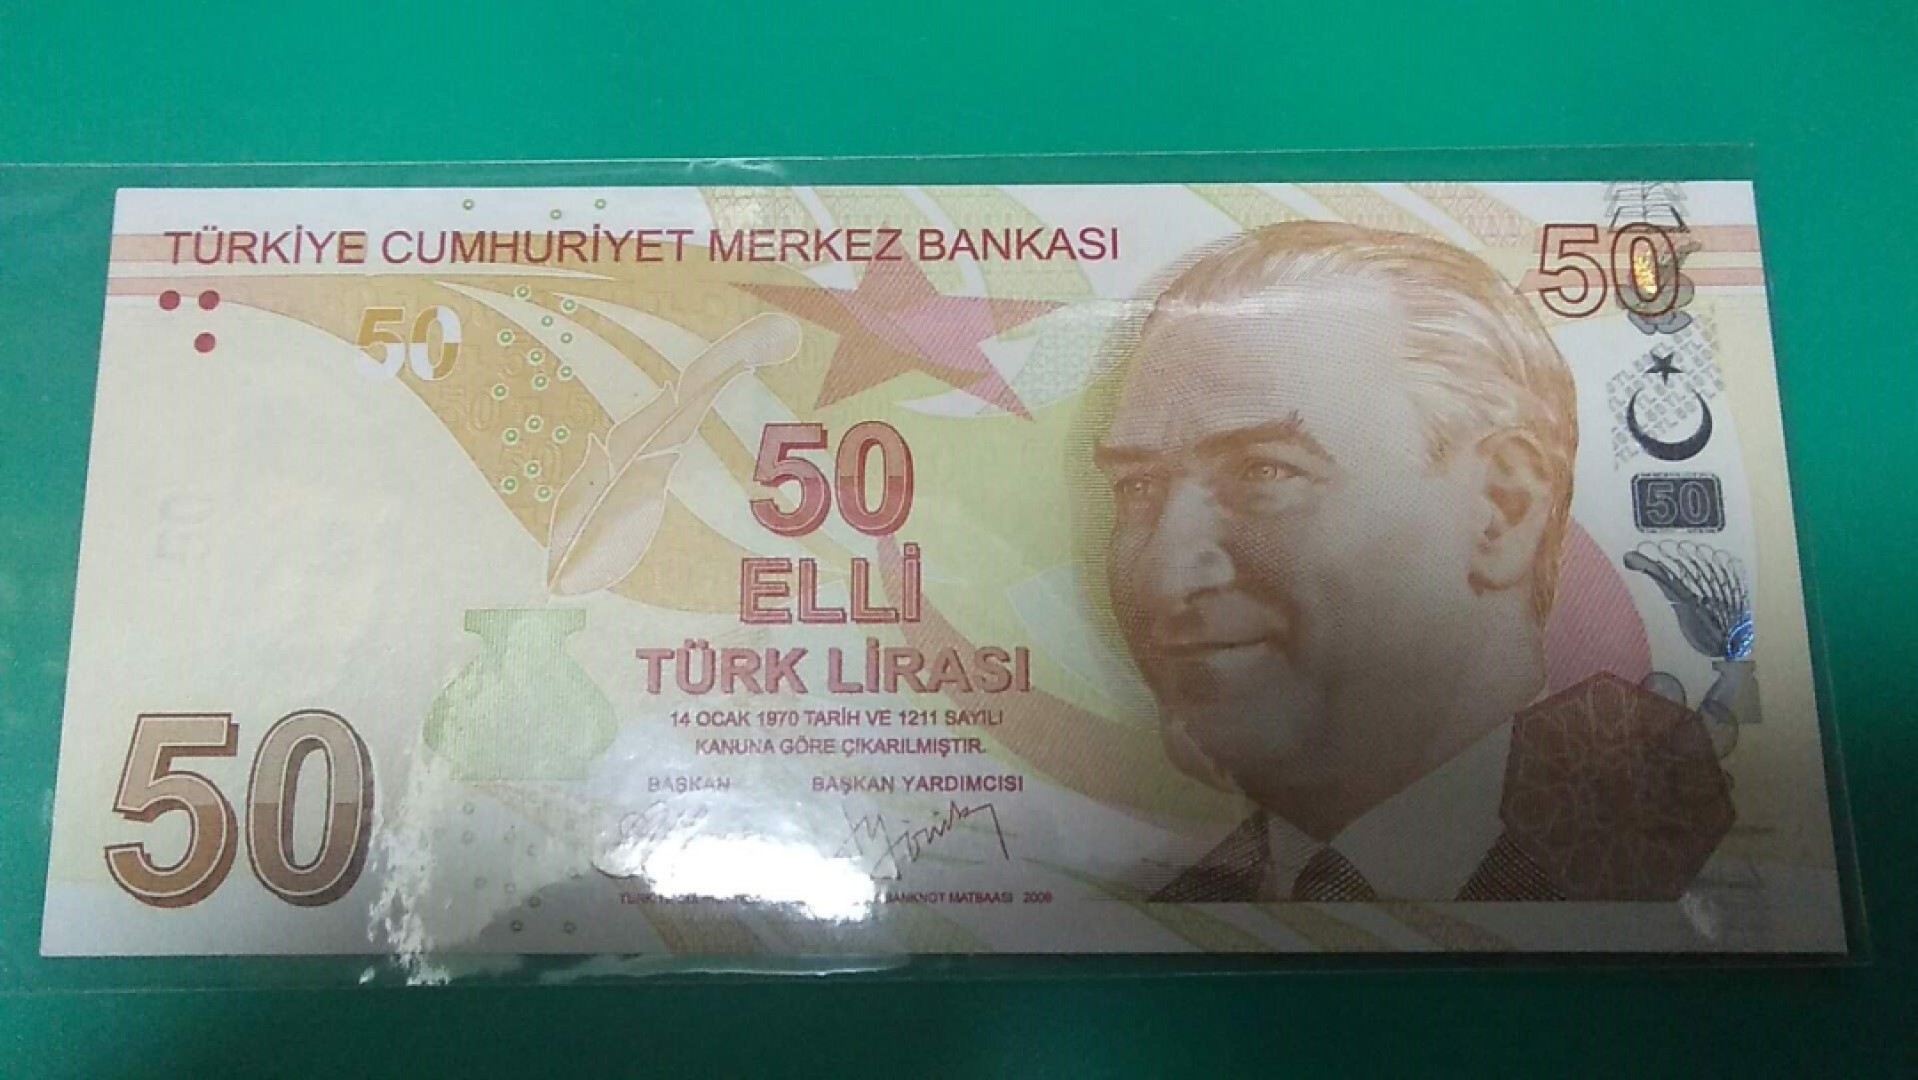 TÜRKİYE CUMHURİYET MERKEZ BANKASI
50
50
50
ELLİ
50
TÜRK LİRASI
14 OCAK 1970 TARİH VE 1211 SAYILI
KANUNA GÖRE ÇIKARILMIŞTIR.
BAŞKAN BAŞKAN YARDIMCISI
50
BANKNOT MATBAASI 2009